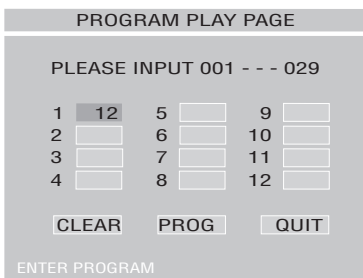 PROGRAM PLAY PAGE
PLEASE INPUT 001 - - - 029
1 12 5 9
2 6 10
3 7 11
4 8 12
CLEAR PROG QUIT
ENTER PROGRAM